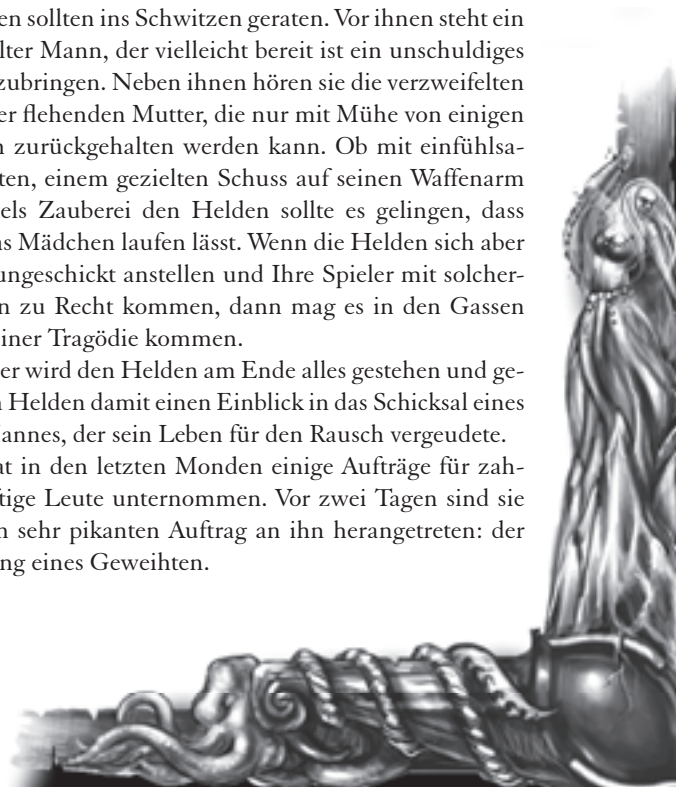 en sollten ins Schwitzen geraten. Vor ihnen steht ein
lter Mann, der vielleicht bereit ist ein unschuldiges
zubringen. Neben ihnen hören sie die verzweifelten
er flehenden Mutter, die nur mit Mühe von einigen
n zurückgehalten werden kann. Ob mit einfühlsa-
ten, einem gezielten Schuss auf seinen Waffenarm
els Zauberei den Helden sollte es gelingen, dass
as Mädchen laufen lässt. Wenn die Helden sich aber
ungeschickt anstellen und Ihre Spieler mit solcher-
n zu Recht kommen, dann mag es in den Gassen
einer Tragödie kommen.
er wird den Helden am Ende alles gestehen und ge-
n Helden damit einen Einblick in das Schicksal eines
Mannes, der sein Leben für den Rausch vergeudete.
at in den letzten Monden einige Aufträge für zah-
ftige Leute unternommen. Vor zwei Tagen sind sie
n sehr pikanten Auftrag an ihn herangetreten: der
ng eines Geweihten.